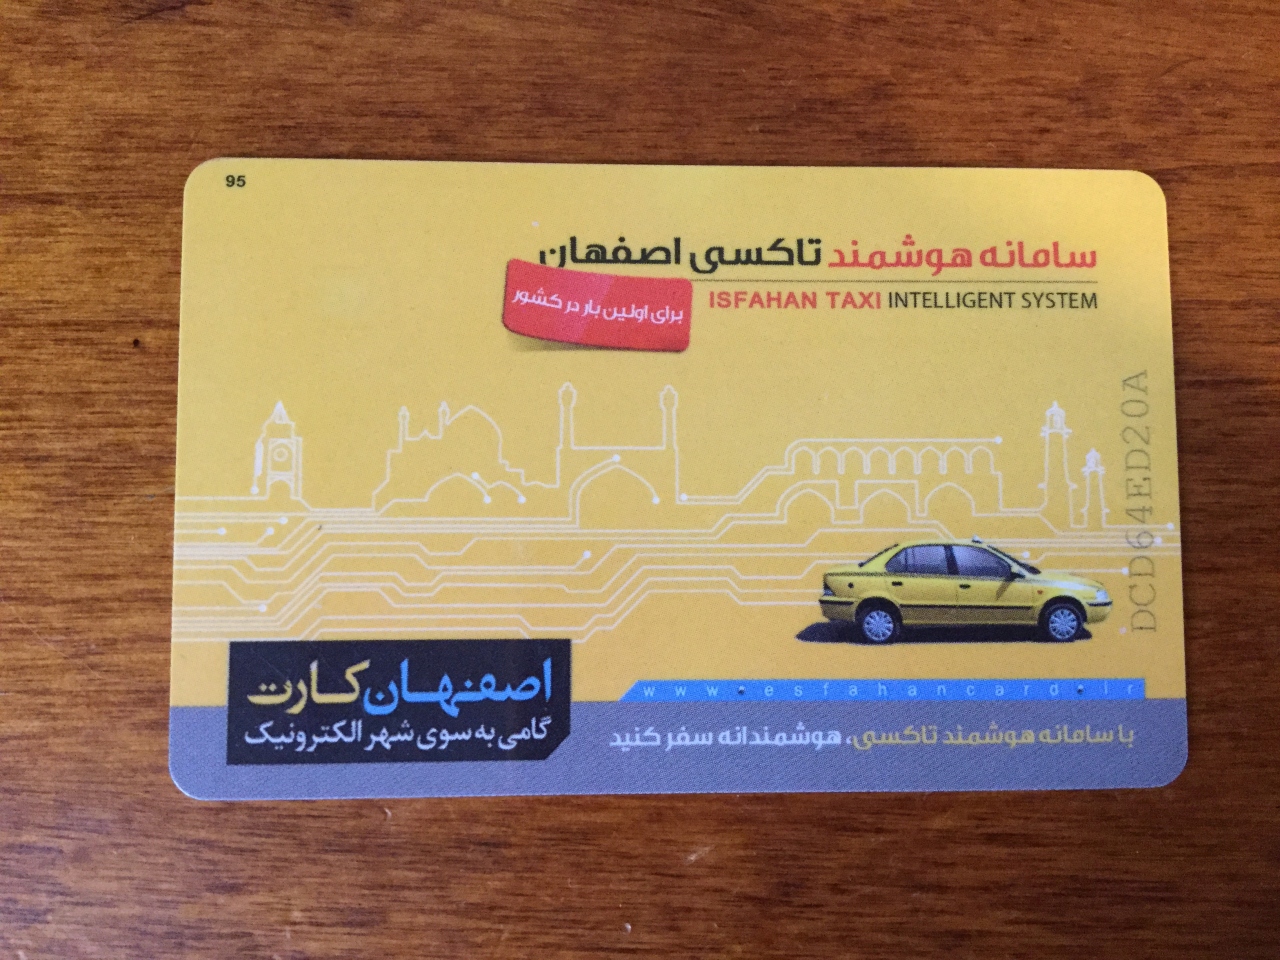 95
سامانه هوشمند تاکسی اصفهان
ISFAHAN TAXI INTELLIGENT SYSTEM
برای اولین بار در کشور
DCD64ED20A
www.esfahancard.ir
با سامانه هوشمند تاکسی، هوشمندانه سفر کنید
اصفهان کارت
گامی به سوی شهر الکترونیک